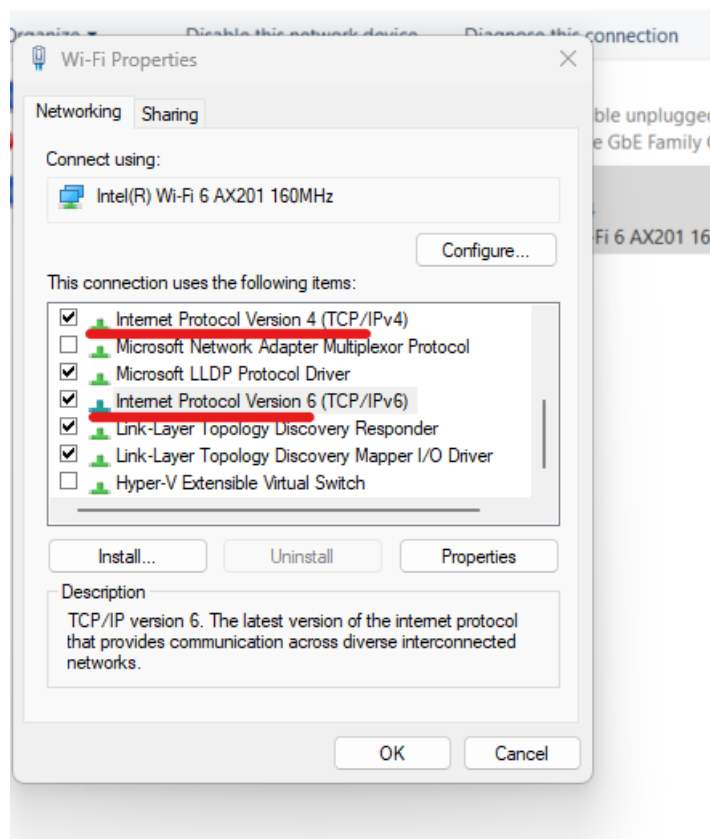 Organize Disable this network device Diagnose this connection
Wi-Fi Properties
Networking Sharing
ble unplugged
e GbE Family
Connect using:
Intel(R) Wi-Fi 6 AX201 160MHz
Fi 6 AX201 16
Configure...
This connection uses the following items:
Internet Protocol Version 4 (TCP/IPv4)
Microsoft Network Adapter Multiplexor Protocol
Microsoft LLDP Protocol Driver
Internet Protocol Version 6 (TCP/IPv6)
Link-Layer Topology Discovery Responder
Link-Layer Topology Discovery Mapper I/O Driver
Hyper-V Extensible Virtual Switch
Install... Uninstall Properties
Description
TCP/IP version 6. The latest version of the internet protocol
that provides communication across diverse interconnected
networks.
OK Cancel